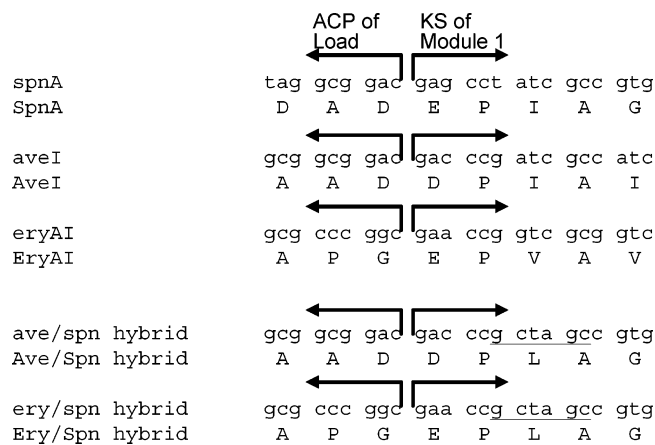 ACP of Load KS of Module 1
spnA tag gcg gac gag cct atc gcc gtg
SpnA D A D E P I A G
aveI gcg gcg gac gac ccg atc gcc atc
AveI A A D D P I A I
eryAI gcg ccc ggc gaa ccg gtc gcg gtc
EryAI A P G E P V A V
ave/spn hybrid gcg gcg gac gac ccg cta gcc gtg
Ave/Spn hybrid A A D D P L A G
ery/spn hybrid gcg ccc ggc gaa ccg cta gcc gtg
Ery/Spn hybrid A P G E P L A G